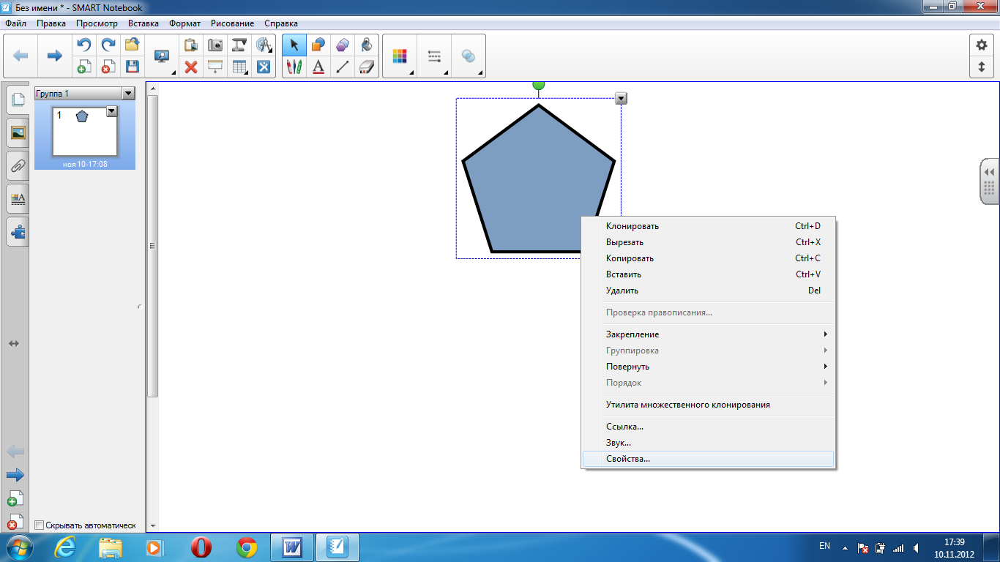 Без имени * - SMART Notebook
Файл Правка Просмотр Вставка Формат Рисование Справка
Группа 1
1
ноя 10-17:08
Клонировать Ctrl+D
Вырезать Ctrl+X
Копировать Ctrl+C
Вставить Ctrl+V
Удалить Del
Проверка правописания...
Закрепление
Группировка
Повернуть
Порядок
Утилита множественного клонирования
Ссылка...
Звук...
Свойства...
Скрывать автоматическ
EN
17:39
10.11.2012